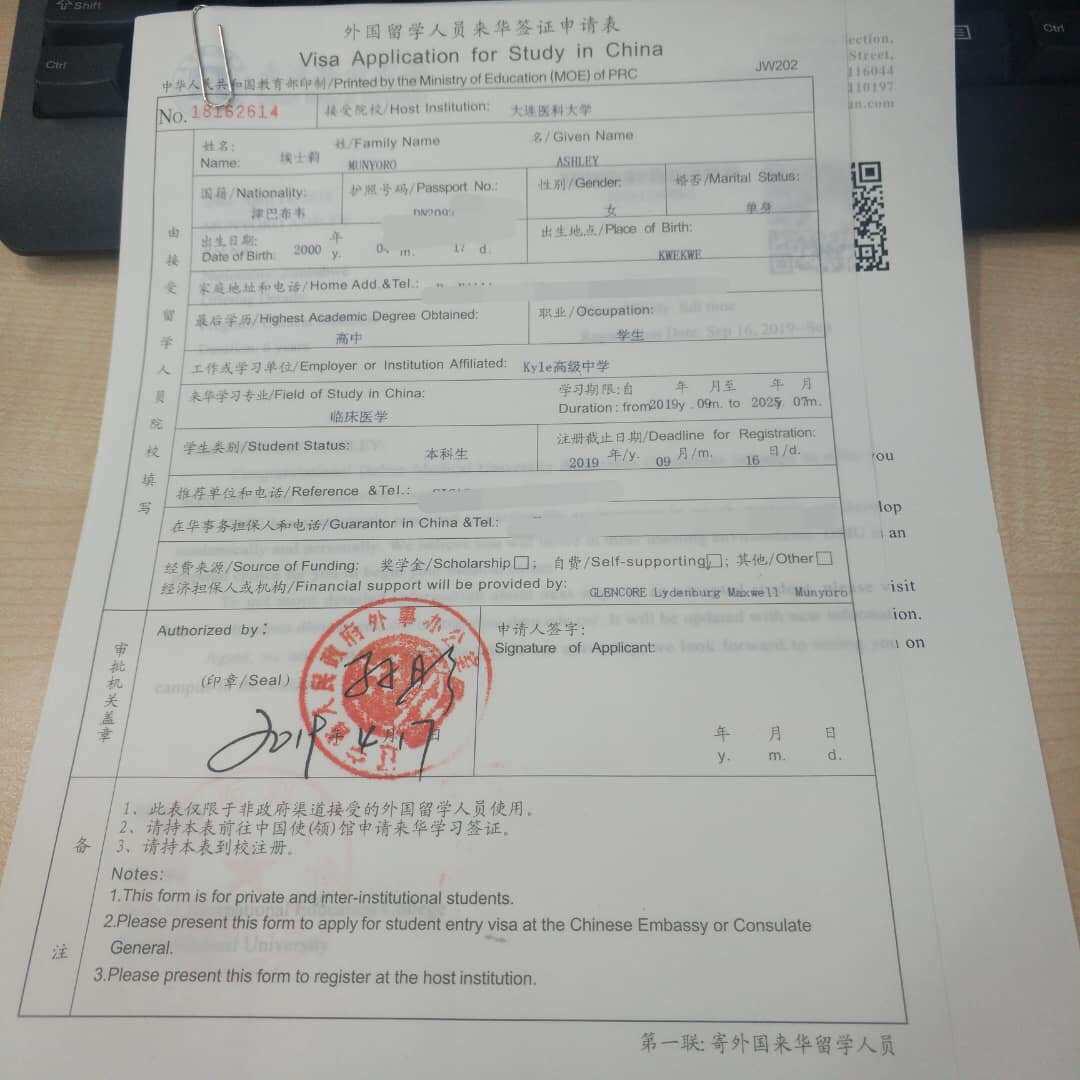 外国留学人员来华签证申请表
Visa Application for Study in China
JW202
中华人民共和国教育部印制/Printed by the Ministry of Education (MOE) of PRC
No. 18162614
接受院校/Host Institution: 大连医科大学
姓名: 埃士莉 姓/Family Name 名/Given Name
Name: MUNYORO ASHLEY
国籍/Nationality: 护照号码/Passport No.: 性别/Gender: 婚否/Marital Status:
津巴布韦 女 单身
出生日期: 年 出生地点/Place of Birth:
Date of Birth: 2000 y. m. d. KWEKWE
家庭地址和电话/Home Add.&Tel.:
最后学历/Highest Academic Degree Obtained: 职业/Occupation:
高中 学生
工作或学习单位/Employer or Institution Affiliated: Kyle高级中学
来华学习专业/Field of Study in China: 学习期限:自 年 月至 年 月
临床医学 Duration: from 2019y. 09m. to 2025y. 07m.
学生类别/Student Status: 本科生 注册截止日期/Deadline for Registration:
2019 年/y. 09 月/m. 16 日/d.
推荐单位和电话/Reference &Tel.:
在华事务担保人和电话/Guarantor in China &Tel.:
经费来源/Source of Funding: 奖学金/Scholarship□; 自费/Self-supporting□; 其他/Other□
经济担保人或机构/Financial support will be provided by: GLENCORE Lydenburg Maxwell Munyoro
由接受留学人员院校填写
Authorized by: 申请人签字:
Signature of Applicant:
(印章/Seal)
2019 年 4 月 17 日
年 月 日
y. m. d.
审批机关盖章
1、此表仅限于非政府渠道接受的外国留学人员使用。
2、请持本表前往中国使(领)馆申请来华学习签证。
3、请持本表到校注册。
Notes:
1.This form is for private and inter-institutional students.
2.Please present this form to apply for student entry visa at the Chinese Embassy or Consulate
General.
3.Please present this form to register at the host institution.
备注
第一联: 寄外国来华留学人员
ection,
Street,
116044
110197
an.com
you
lop
an
visit
ion.
on
Shift
Ctrl
Ctrl